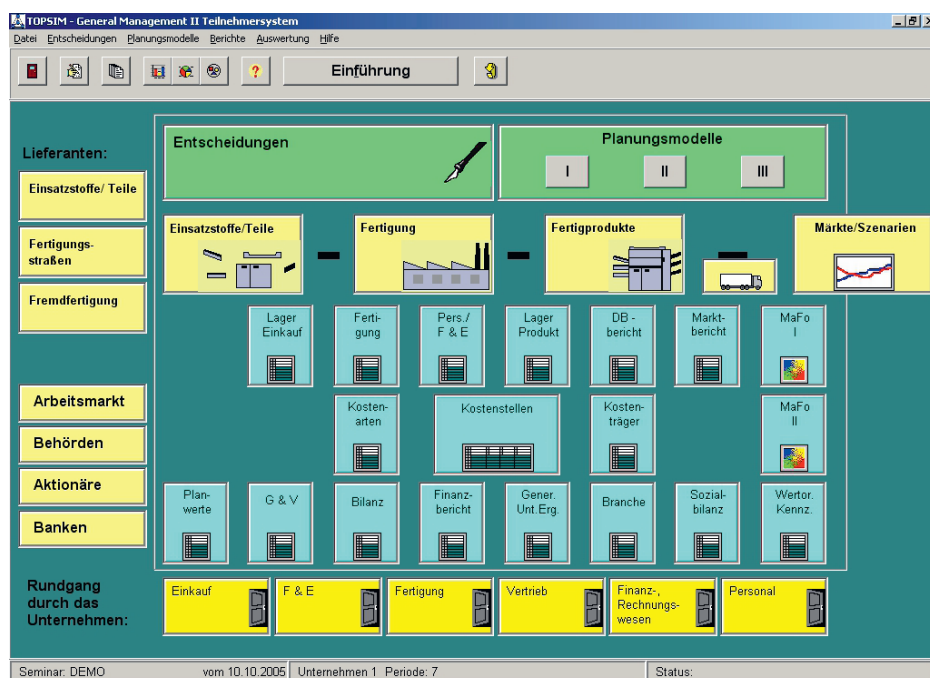 TOPSIM - General Management II Teilnehmersystem
Datei Entscheidungen Planungsmodelle Berichte Auswertung Hilfe
? Einführung
Lieferanten:
Einsatzstoffe/ Teile
Fertigungs-
straßen
Fremdfertigung
Arbeitsmarkt
Behörden
Aktionäre
Banken
Entscheidungen
Planungsmodelle
I II III
Einsatzstoffe/Teile
Fertigung
Fertigprodukte
Märkte/Szenarien
Lager
Einkauf
Ferti-
gung
Pers./
F & E
Lager
Produkt
DB -
bericht
Markt-
bericht
MaFo
I
Kosten-
arten
Kostenstellen
Kosten-
träger
MaFo
II
Plan-
werte
G & V
Bilanz
Finanz-
bericht
Gener.
Unt.Erg.
Branche
Sozial-
bilanz
Wertor.
Kennz.
Rundgang
durch das
Unternehmen:
Einkauf
F & E
Fertigung
Vertrieb
Finanz-,
Rechnungs-
wesen
Personal
Seminar: DEMO vom 10.10.2005 Unternehmen 1 Periode: 7 Status: